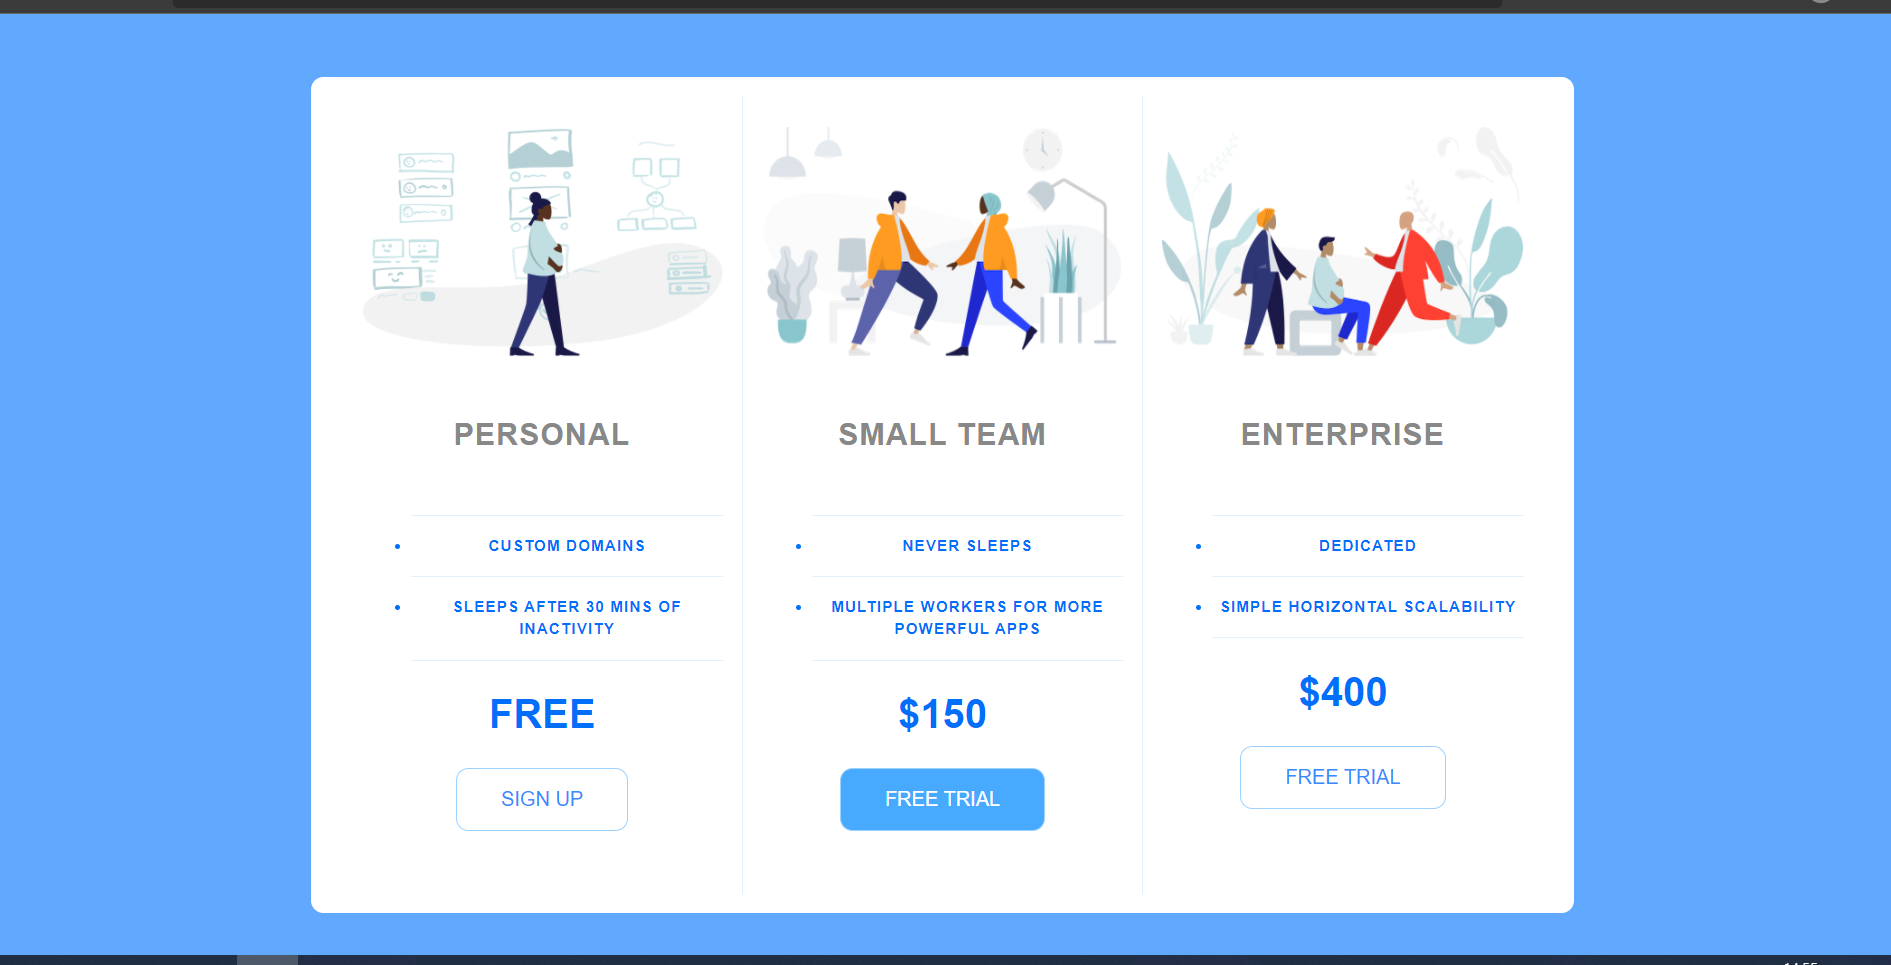 PERSONAL
CUSTOM DOMAINS
SLEEPS AFTER 30 MINS OF
INACTIVITY
FREE
SIGN UP
SMALL TEAM
NEVER SLEEPS
MULTIPLE WORKERS FOR MORE
POWERFUL APPS
$150
FREE TRIAL
ENTERPRISE
DEDICATED
SIMPLE HORIZONTAL SCALABILITY
$400
FREE TRIAL